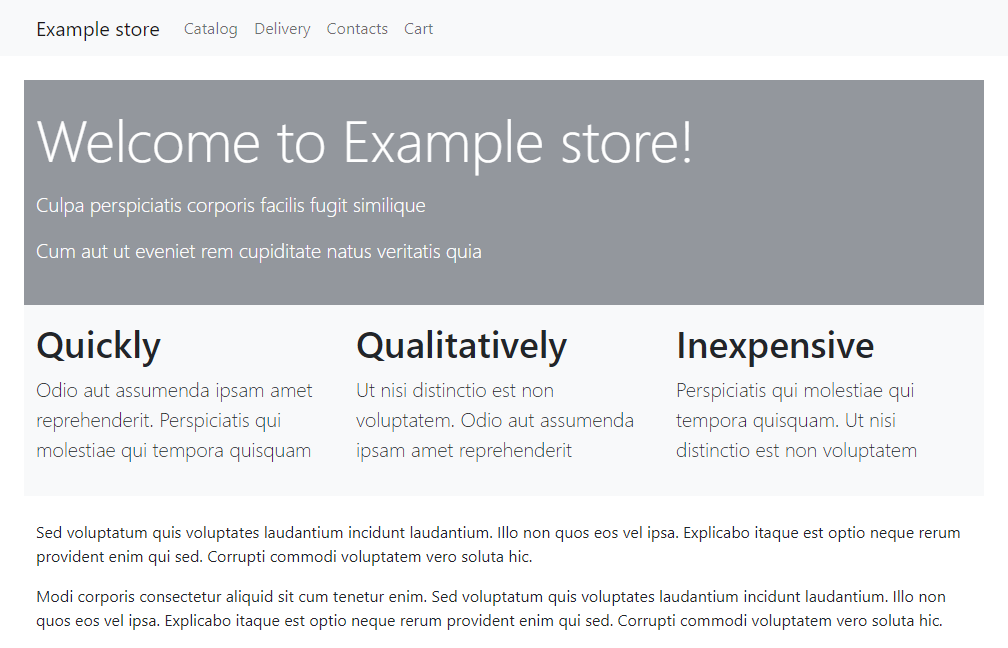 Example store Catalog Delivery Contacts Cart
Welcome to Example store!
Culpa perspiciatis corporis facilis fugit similique
Cum aut ut eveniet rem cupiditate natus veritatis quia
Quickly
Odio aut assumenda ipsam amet
reprehenderit. Perspiciatis qui
molestiae qui tempora quisquam
Qualitatively
Ut nisi distinctio est non
voluptatem. Odio aut assumenda
ipsam amet reprehenderit
Inexpensive
Perspiciatis qui molestiae qui
tempora quisquam. Ut nisi
distinctio est non voluptatem
Sed voluptatum quis voluptates laudantium incidunt laudantium. Illo non quos eos vel ipsa. Explicabo itaque est optio neque rerum
provident enim qui sed. Corrupti commodi voluptatem vero soluta hic.
Modi corporis consectetur aliquid sit cum tenetur enim. Sed voluptatum quis voluptates laudantium incidunt laudantium. Illo non
quos eos vel ipsa. Explicabo itaque est optio neque rerum provident enim qui sed. Corrupti commodi voluptatem vero soluta hic.